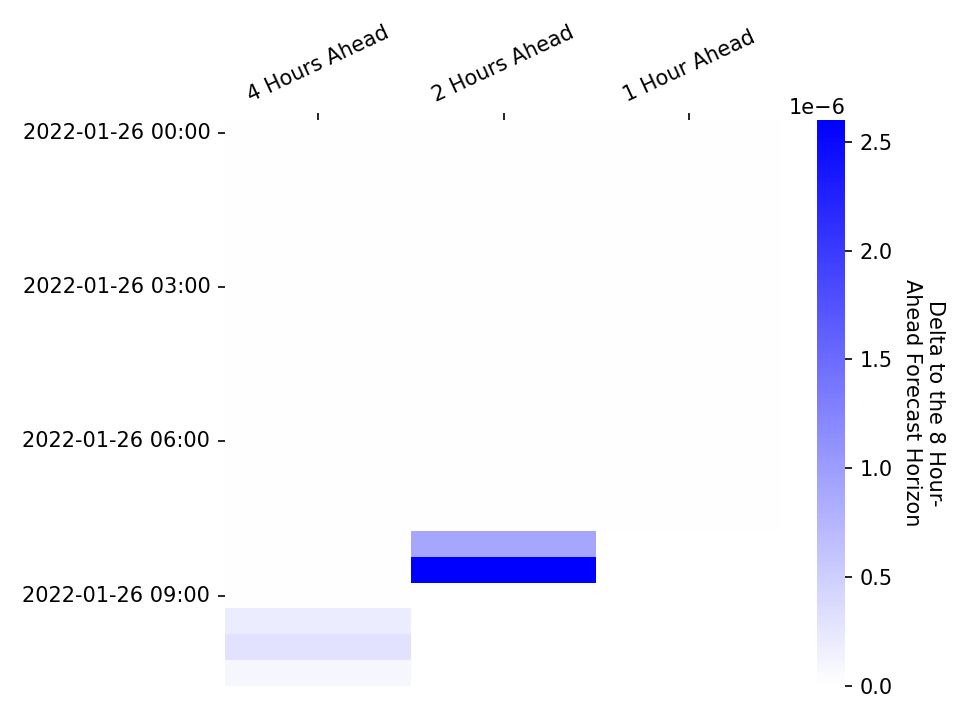 4 Hours Ahead
2 Hours Ahead
1 Hour Ahead
1e−6
2022-01-26 00:00
2022-01-26 03:00
2022-01-26 06:00
2022-01-26 09:00
2.5
2.0
1.5
1.0
0.5
0.0
Delta to the 8 Hour-
Ahead Forecast Horizon